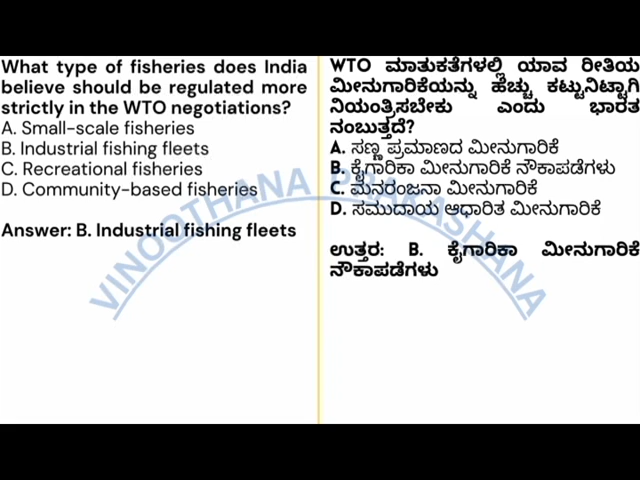 What type of fisheries does India
believe should be regulated more
strictly in the WTO negotiations?
A. Small-scale fisheries
B. Industrial fishing fleets
C. Recreational fisheries
D. Community-based fisheries
Answer: B. Industrial fishing fleets
WTO ಮಾತುಕತೆಗಳಲ್ಲಿ ಯಾವ ರೀತಿಯ
ಮೀನುಗಾರಿಕೆಯನ್ನು ಹೆಚ್ಚು ಕಟ್ಟುನಿಟ್ಟಾಗಿ
ನಿಯಂತ್ರಿಸಬೇಕು ಎಂದು ಭಾರತ
ನಂಬುತ್ತದೆ?
A. ಸಣ್ಣ ಪ್ರಮಾಣದ ಮೀನುಗಾರಿಕೆ
B. ಕೈಗಾರಿಕಾ ಮೀನುಗಾರಿಕೆ ನೌಕಾಪಡೆಗಳು
C. ಮನರಂಜನಾ ಮೀನುಗಾರಿಕೆ
D. ಸಮುದಾಯ ಆಧಾರಿತ ಮೀನುಗಾರಿಕೆ
ಉತ್ತರ: B. ಕೈಗಾರಿಕಾ ಮೀನುಗಾರಿಕೆ
ನೌಕಾಪಡೆಗಳು
VINOOTHANA PRAKASHANA